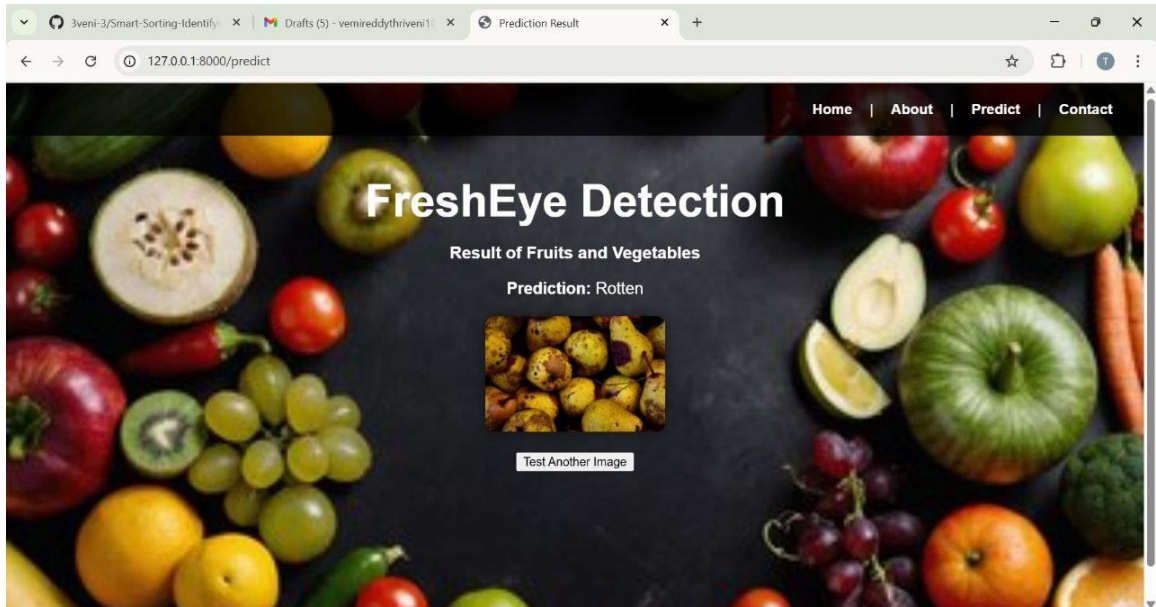 3veni-3/Smart-Sorting-Identifyi
Drafts (5) - vemireddythriveni1
Prediction Result
127.0.0.1:8000/predict
T
Home | About | Predict | Contact
FreshEye Detection
Result of Fruits and Vegetables
Prediction: Rotten
Test Another Image